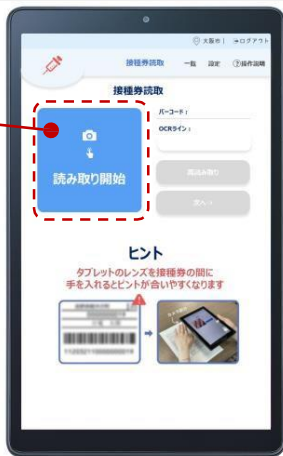 大阪市 | ログアウト
接種券読取 一覧 設定 ?操作説明
接種券読取
バーコード:
OCRライン:
読み取り開始
次へ
ヒント
タブレットのレンズを接種券の間に
手を入れるとピントが合いやすくなります